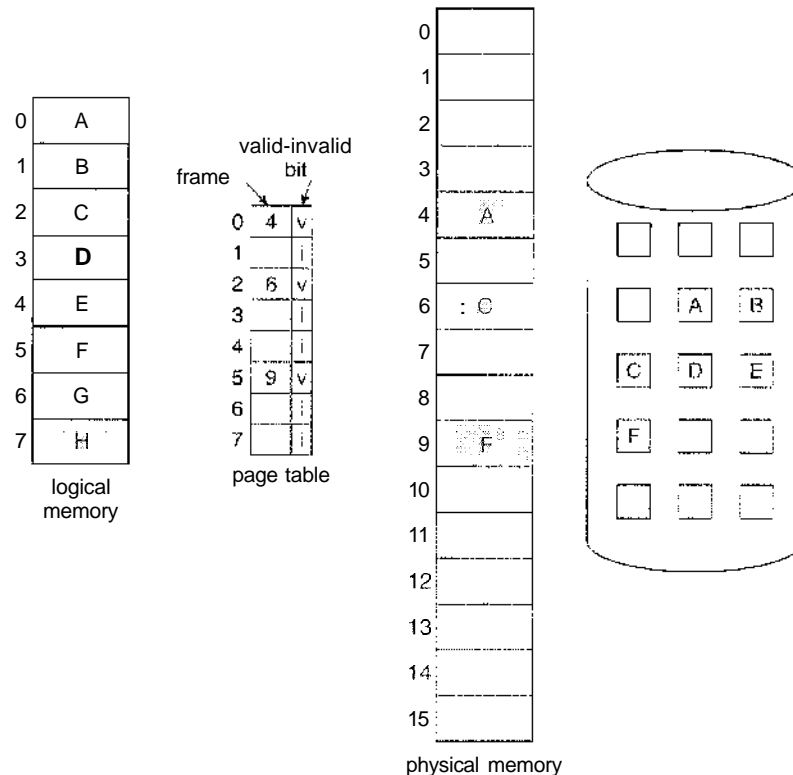 0 A
1 B
2 C
3 D
4 E
5 F
6 G
7 H
logical
memory
valid-invalid
bit
frame
0 4 v
1 i
2 6 v
3 i
4 i
5 9 v
6 i
7 i
page table
0
1
2
3
4 A
5
6 : C
7
8
9 F
10
11
12
13
14
15
physical memory
A B
C D E
F